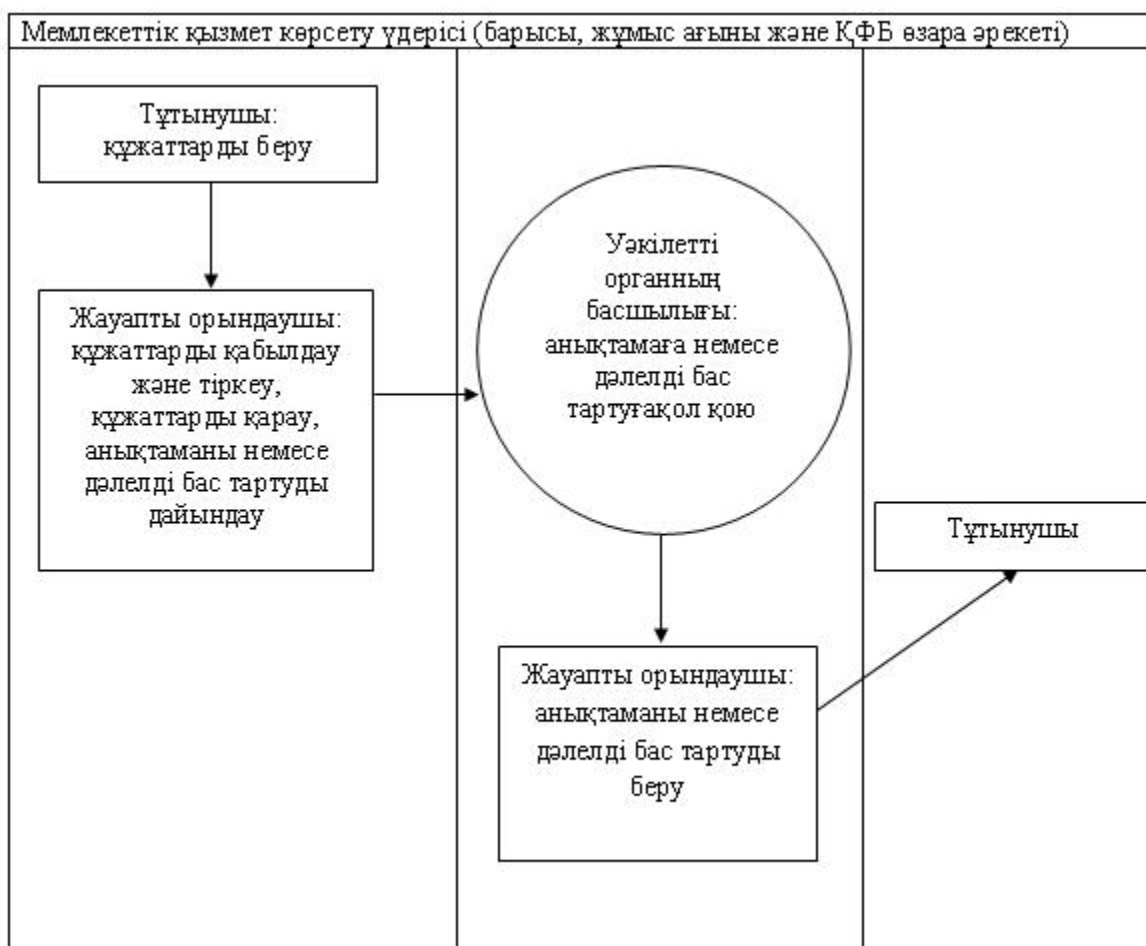 Мемлекеттік қызмет көрсету үдерісі (барысы, жұмыс ағыны және ҚФБ өзара әрекеті)
Тұтынушы:
құжаттарды беру
Жауапты орындаушы:
құжаттарды қабылдау
және тіркеу,
құжаттарды қарау,
анықтаманы немесе
дәлелді бас тартуды
дайындау
Уәкілетті
органның
басшылығы:
анықтамаға немесе
дәлелді бас
тартуғақол қою
Жауапты орындаушы:
анықтаманы немесе
дәлелді бас тартуды
беру
Тұтынушы